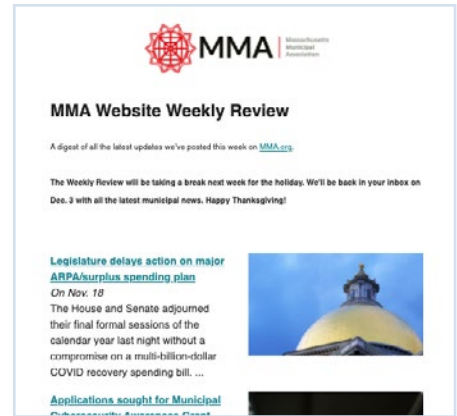 MMA
Massachusetts
Municipal
Association
MMA Website Weekly Review
A digest of all the latest updates we've posted this week on MMA.org.
The Weekly Review will be taking a break next week for the holiday. We'll be back in your inbox on
Dec. 3 with all the latest municipal news. Happy Thanksgiving!
Legislature delays action on major
ARPA/surplus spending plan
On Nov. 18
The House and Senate adjourned
their final formal sessions of the
calendar year last night without a
compromise on a multi-billion-dollar
COVID recovery spending bill. ...
Applications sought for Municipal
Cybersecurity Awareness Grant